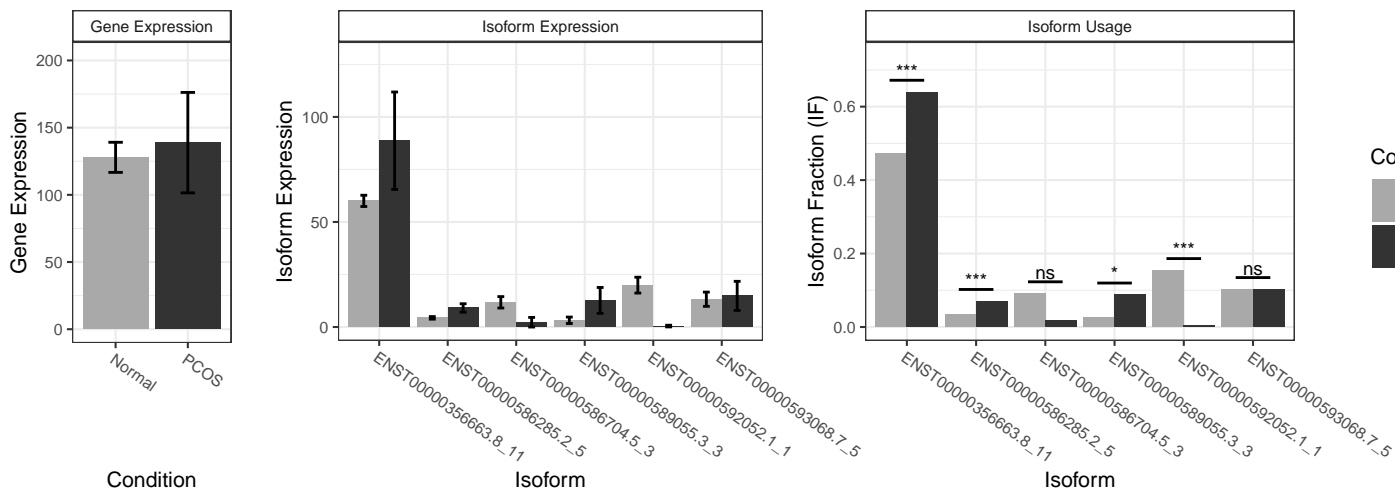 Gene Expression
Isoform Expression
Isoform Usage
Gene Expression
200
150
100
50
0
Normal
PCOS
Condition
Isoform Expression
100
50
0
ENST00000356663.8_11
ENST00000586285.2_5
ENST00000586704.5_3
ENST00000589055.3_3
ENST00000592052.1_1
ENST00000593068.7_5
Isoform
Isoform Fraction (IF)
0.6
0.4
0.2
0.0
***
***
ns
*
***
ns
ENST00000356663.8_11
ENST00000586285.2_5
ENST00000586704.5_3
ENST00000589055.3_3
ENST00000592052.1_1
ENST00000593068.7_5
Isoform
Co